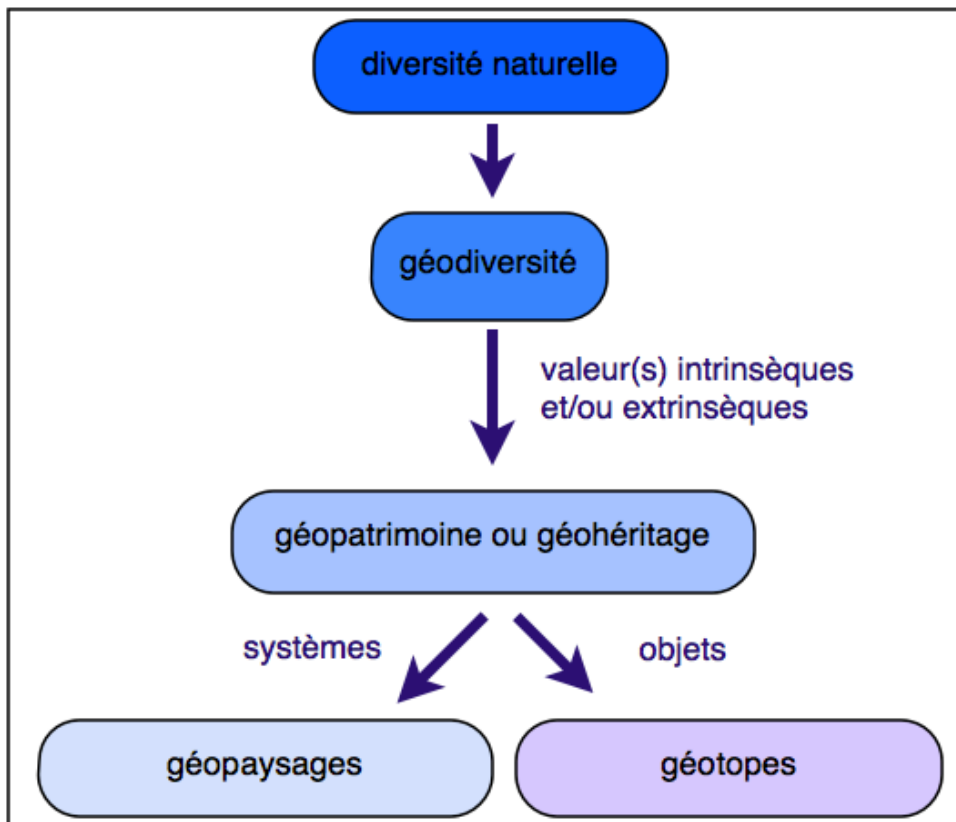 diversité naturelle
géodiversité
valeur(s) intrinsèques
et/ou extrinsèques
géopatrimoine ou géohéritage
systèmes
objets
géopaysages
géotopes